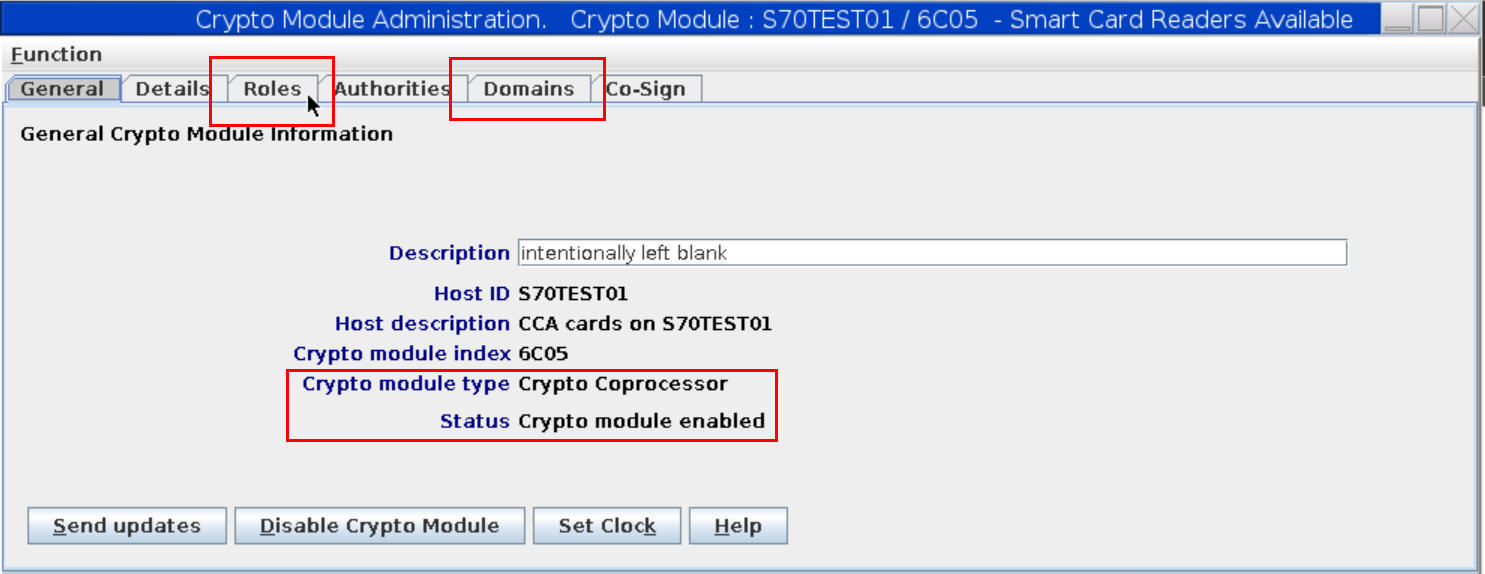 Crypto Module Administration.   Crypto Module : S70TEST01 / 6C05  - Smart Card Readers Available
Function
General Details Roles Authorities Domains Co-Sign
General Crypto Module Information
Description intentionally left blank
Host ID S70TEST01
Host description CCA cards on S70TEST01
Crypto module index 6C05
Crypto module type Crypto Coprocessor
Status Crypto module enabled
Send updates Disable Crypto Module Set Clock Help